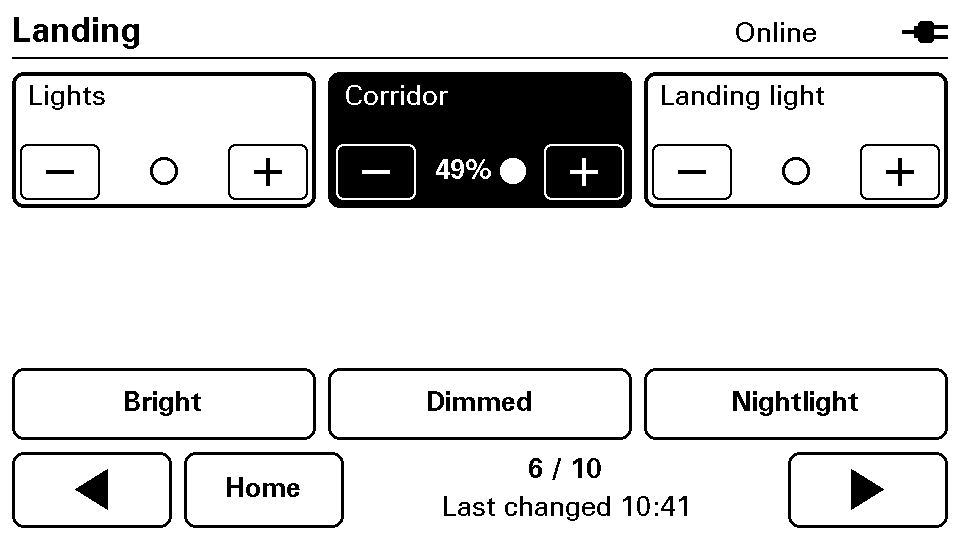 Landing
Online
Lights
Corridor
Landing light
− + − 49% + − +
Bright
Dimmed
Nightlight
Home
6 / 10
Last changed 10:41